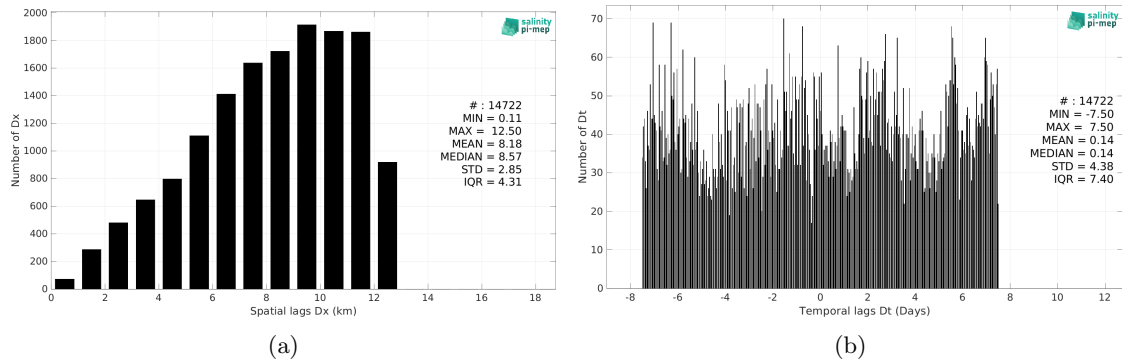 2000
1800
1600
1400
1200
1000
800
600
400
200
0
Number of Dx
0 2 4 6 8 10 12 14 16 18
Spatial lags Dx (km)
salinity
pi-mep
# : 14722
MIN = 0.11
MAX = 12.50
MEAN = 8.18
MEDIAN = 8.57
STD = 2.85
IQR = 4.31
(a)
70
60
50
40
30
20
10
0
Number of Dt
-8 -6 -4 -2 0 2 4 6 8 10 12
Temporal lags Dt (Days)
salinity
pi-mep
# : 14722
MIN = -7.50
MAX = 7.50
MEAN = 0.14
MEDIAN = 0.14
STD = 4.38
IQR = 7.40
(b)